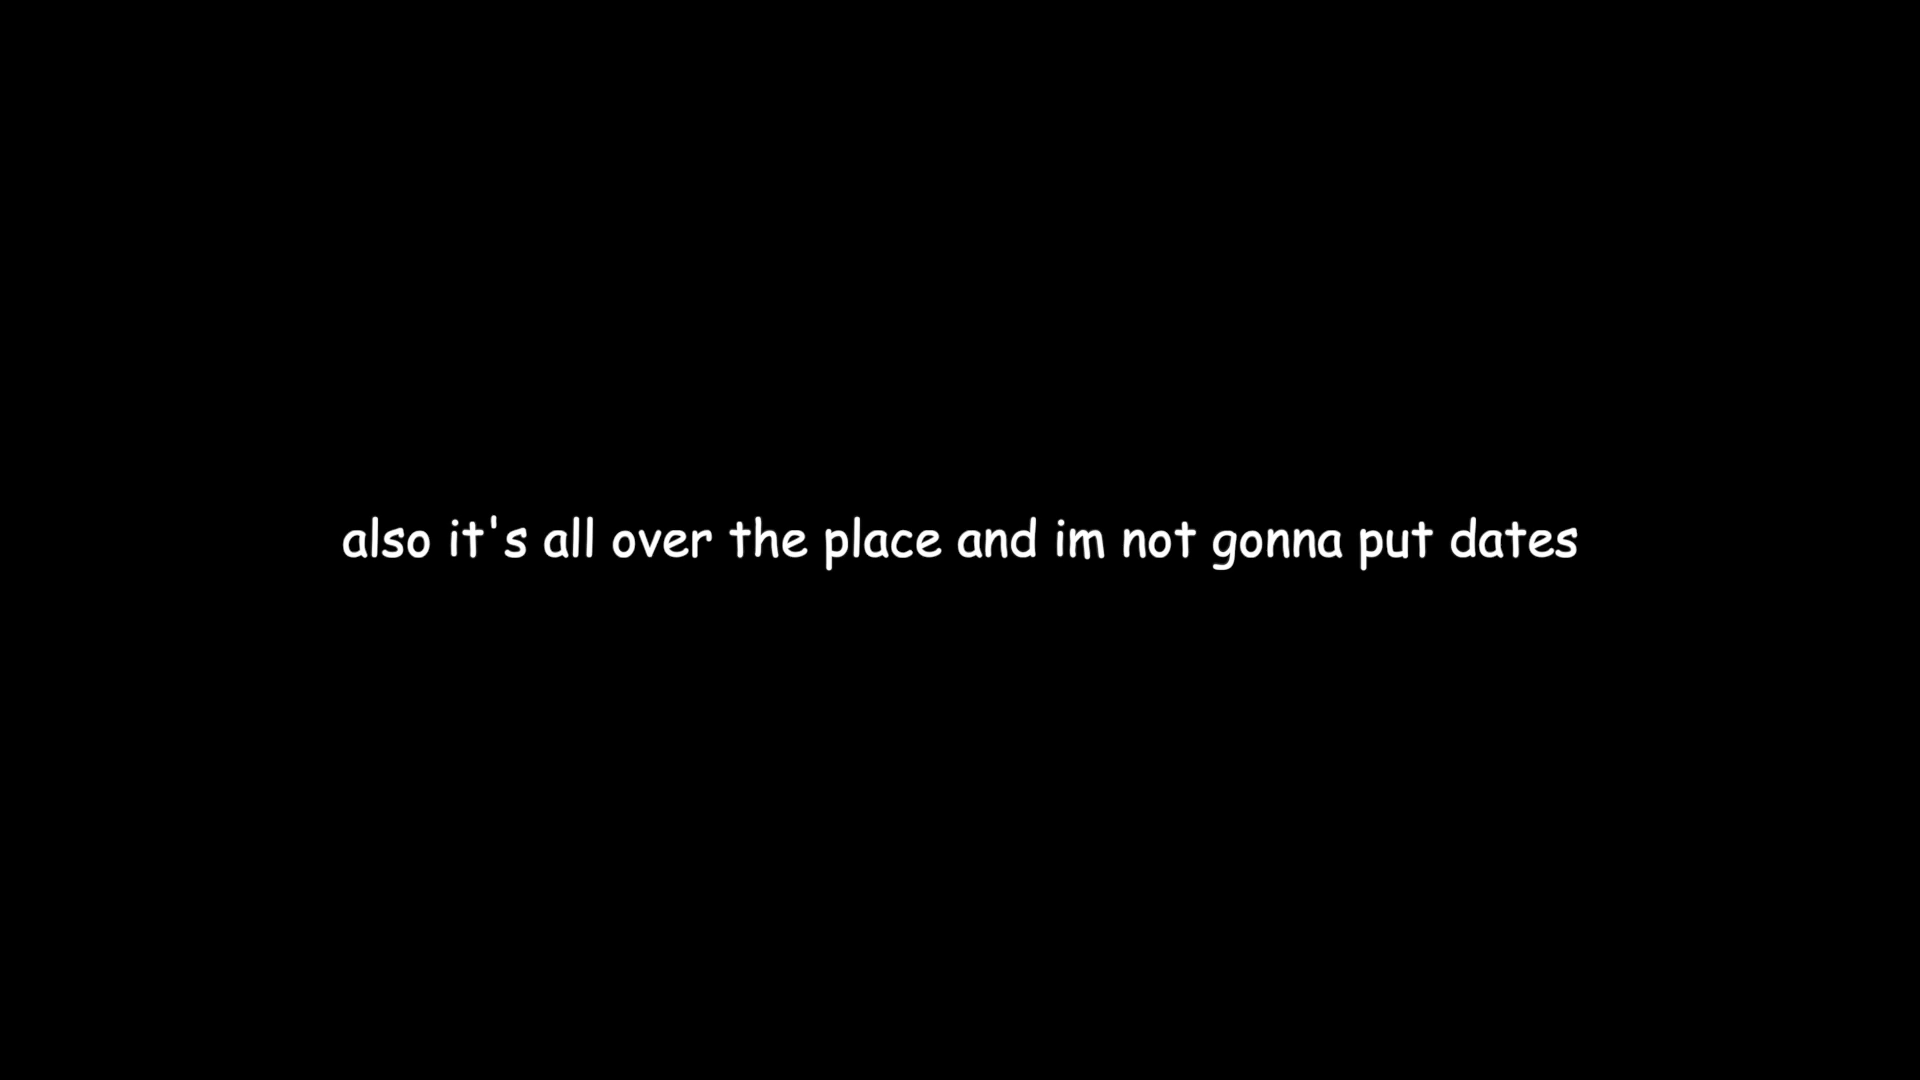 also it's all over the place and im not gonna put dates